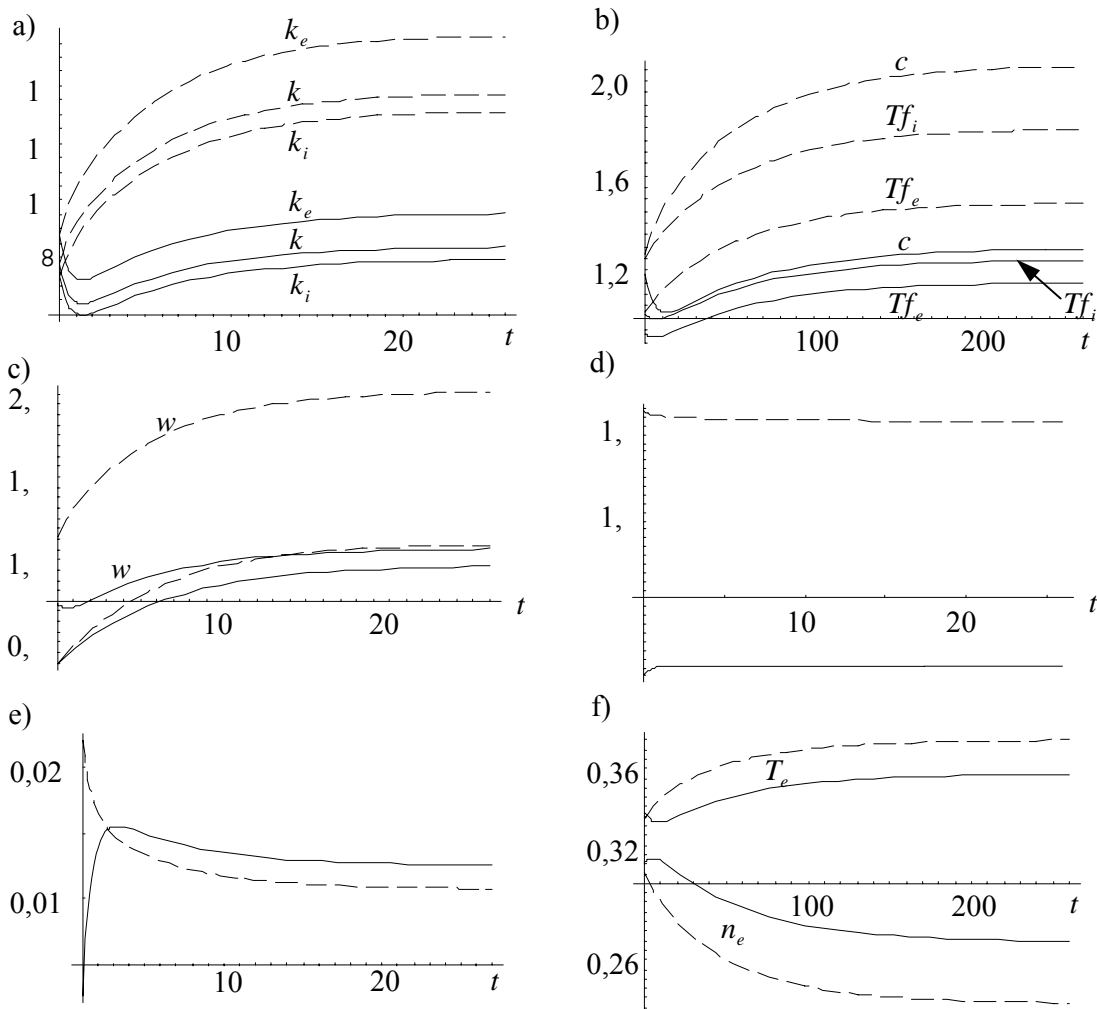 a)
k_e
1
k
1
k_i
1
k_e
8
k
k_i
10
20
t
b)
2,0
c
Tf_i
1,6
Tf_e
c
1,2
Tf_e
Tf_i
100
200
t
c)
2,
w
1,
1,
w
0,
10
20
t
d)
1,
1,
10
20
t
e)
0,02
0,01
10
20
t
f)
0,36
T_e
0,32
100
200
t
n_e
0,26